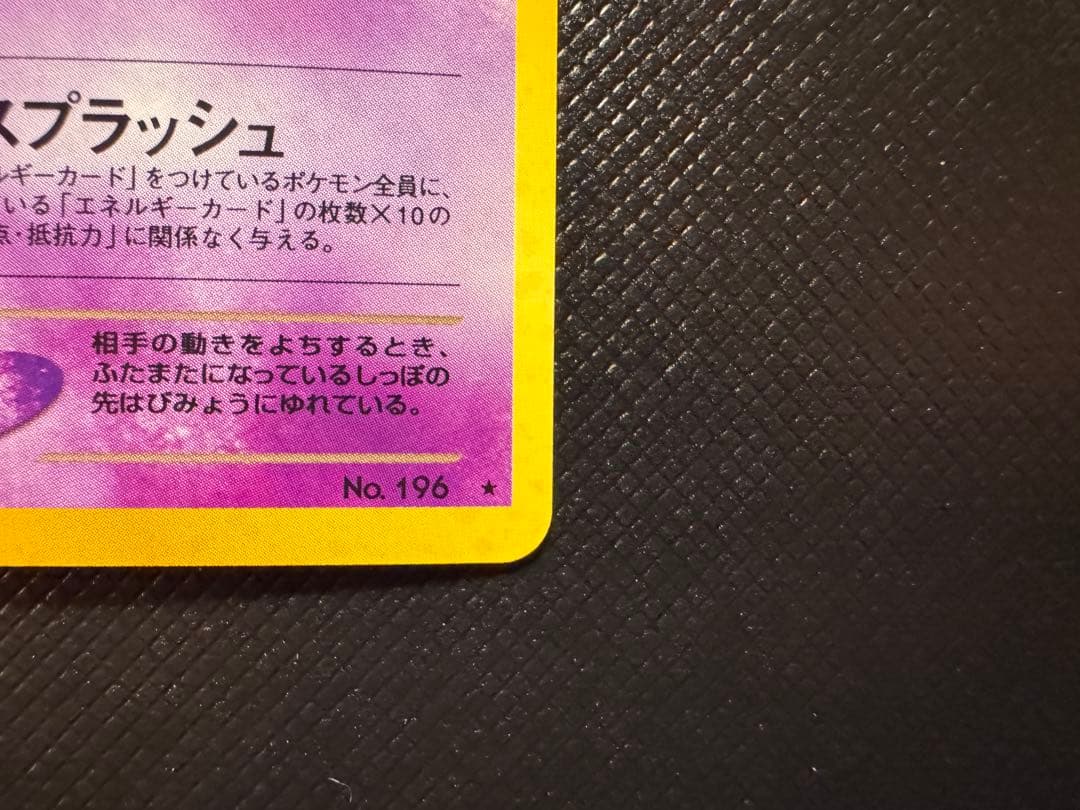 スプラッシュ
ルギーカード」をつけているポケモン全員に、
いる「エネルギーカード」の枚数×10の
点・抵抗力」に関係なく与える。
相手の動きをよちするとき、
ふたまたになっているしっぽの
先はびみょうにゆれている。
No. 196 ★